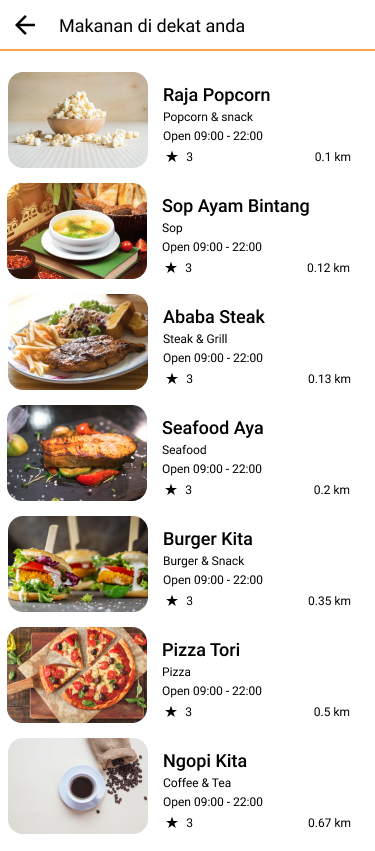 Makanan di dekat anda
Raja Popcorn
Popcorn & snack
Open 09:00 - 22:00
★ 3 0.1 km
Sop Ayam Bintang
Sop
Open 09:00 - 22:00
★ 3 0.12 km
Ababa Steak
Steak & Grill
Open 09:00 - 22:00
★ 3 0.13 km
Seafood Aya
Seafood
Open 09:00 - 22:00
★ 3 0.2 km
Burger Kita
Burger & Snack
Open 09:00 - 22:00
★ 3 0.35 km
Pizza Tori
Pizza
Open 09:00 - 22:00
★ 3 0.5 km
Ngopi Kita
Coffee & Tea
Open 09:00 - 22:00
★ 3 0.67 km